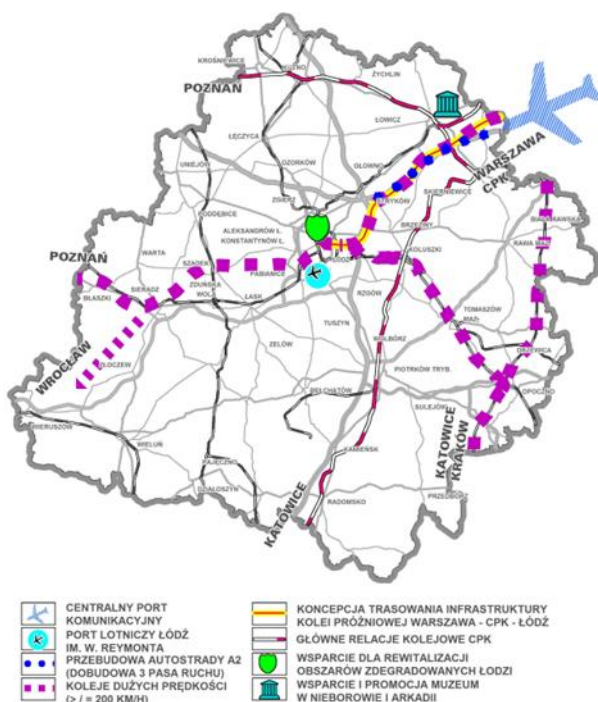 KROŚNIEWICE
KUTNO
ŻYCHLIN
POZNAŃ
ŁOWICZ
ŁĘCZYCA
WARSZAWA
CPK
UNIEJÓW
OZORKÓW
GŁOWNO
SKIERNIEWICE
ZGIERZ
STRYKÓW
PODDĘBICE
BIAŁA RAWSKA
ALEKSANDRÓW Ł.
BRZEZINY
RAWA MAZ.
KONSTANTYNÓW Ł.
WARTA
ŁÓDŹ
KOLUSZKI
POZNAŃ
SZADEK
PABIANICE
SIERADZ
ZDUŃSKA
WOLA
BŁASZKI
ŁASK
RZGÓW
TOMASZÓW
MAZ.
TUSZYN
WROCŁAW
ZŁOCZEW
ZELÓW
WOLBÓRZ
DRZEWICA
PIOTRKÓW TRYB.
BEŁCHATÓW
OPOCZNO
SULEJÓW
WIERUSZÓW
WIELUŃ
KATOWICE
KRAKÓW
KAMIEŃSK
PAJĘCZNO
DZIAŁOSZYN
KATOWICE
RADOMSKO
PRZEDBÓRZ
CENTRALNY PORT
KOMUNIKACYJNY
PORT LOTNICZY ŁÓDŹ
IM. W. REYMONTA
PRZEBUDOWA AUTOSTRADY A2
(DOBUDOWA 3 PASA RUCHU)
KOLEJE DUŻYCH PRĘDKOŚCI
(> / = 200 KM/H)
KONCEPCJA TRASOWANIA INFRASTRUKTURY
KOLEI PRÓŻNIOWEJ WARSZAWA - CPK - ŁÓDŹ
GŁÓWNE RELACJE KOLEJOWE CPK
WSPARCIE DLA REWITALIZACJI
OBSZARÓW ZDEGRADOWANYCH ŁODZI
WSPARCIE I PROMOCJA MUZEUM
W NIEBOROWIE I ARKADII